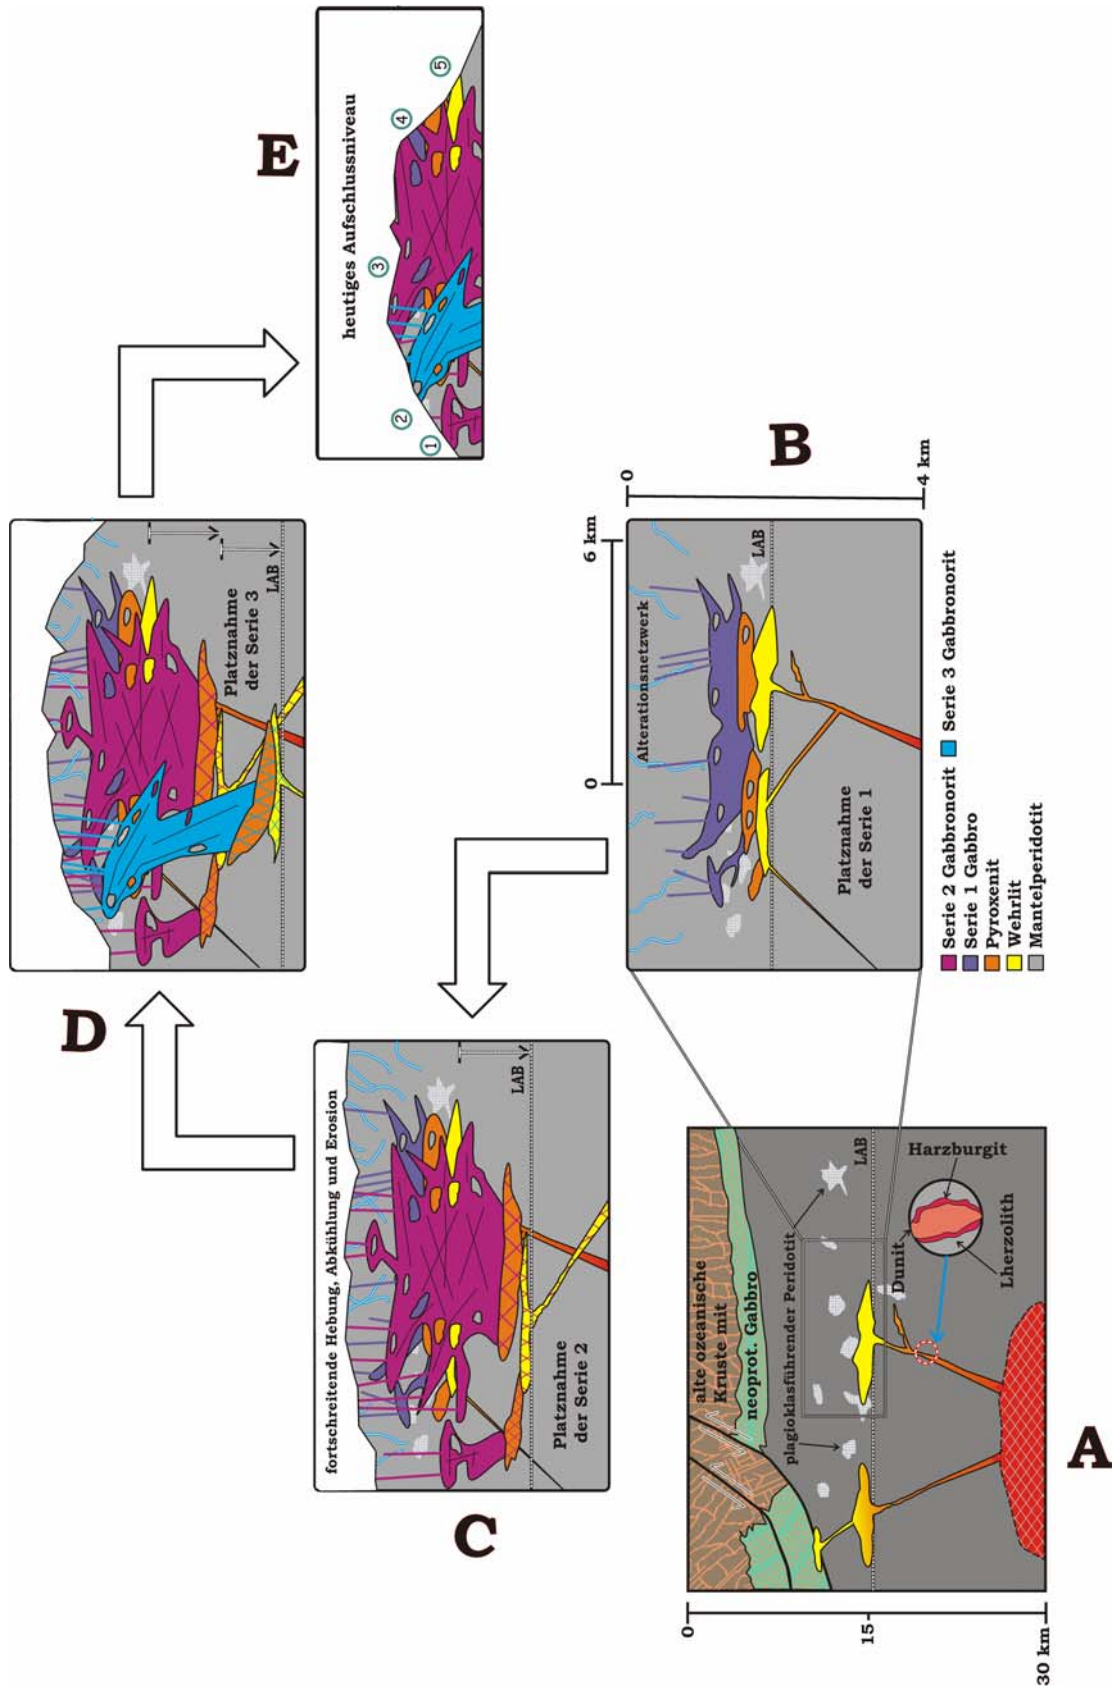 A
0
15
30 km
alte ozeanische
Kruste mit
neoprot. Gabbro
plagioklasführender Peridotit
LAB
Dunit
Harzburgit
Lherzolith
B
0
6 km
0
4 km
Alterationsnetzwerk
LAB
Platznahme
der Serie 1
Serie 2 Gabbronorit
Serie 1 Gabbro
Pyroxenit
Wehrlit
Mantelperidotit
Serie 3 Gabbronorit
C
fortschreitende Hebung, Abkühlung und Erosion
LAB
Platznahme
der Serie 2
D
Platznahme
der Serie 3
LAB
E
heutiges Aufschlussniveau
1
2
3
4
5